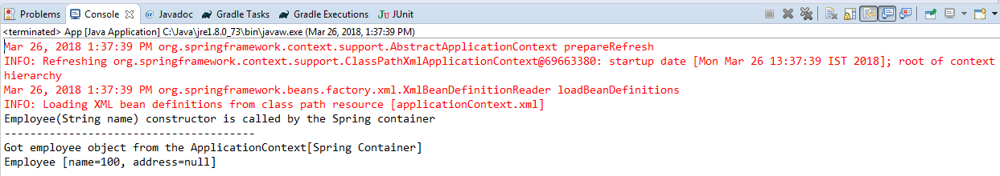 Problems Console @ Javadoc Gradle Tasks Gradle Executions JUnit
<terminated> App [Java Application] C:\Java\jre1.8.0_73\bin\javaw.exe (Mar 26, 2018, 1:37:39 PM)
Mar 26, 2018 1:37:39 PM org.springframework.context.support.AbstractApplicationContext prepareRefresh
INFO: Refreshing org.springframework.context.support.ClassPathXmlApplicationContext@69663380: startup date [Mon Mar 26 13:37:39 IST 2018]; root of context
hierarchy
Mar 26, 2018 1:37:39 PM org.springframework.beans.factory.xml.XmlBeanDefinitionReader loadBeanDefinitions
INFO: Loading XML bean definitions from class path resource [applicationContext.xml]
Employee(String name) constructor is called by the Spring container
---------------------------------------
Got employee object from the ApplicationContext[Spring Container]
Employee [name=100, address=null]